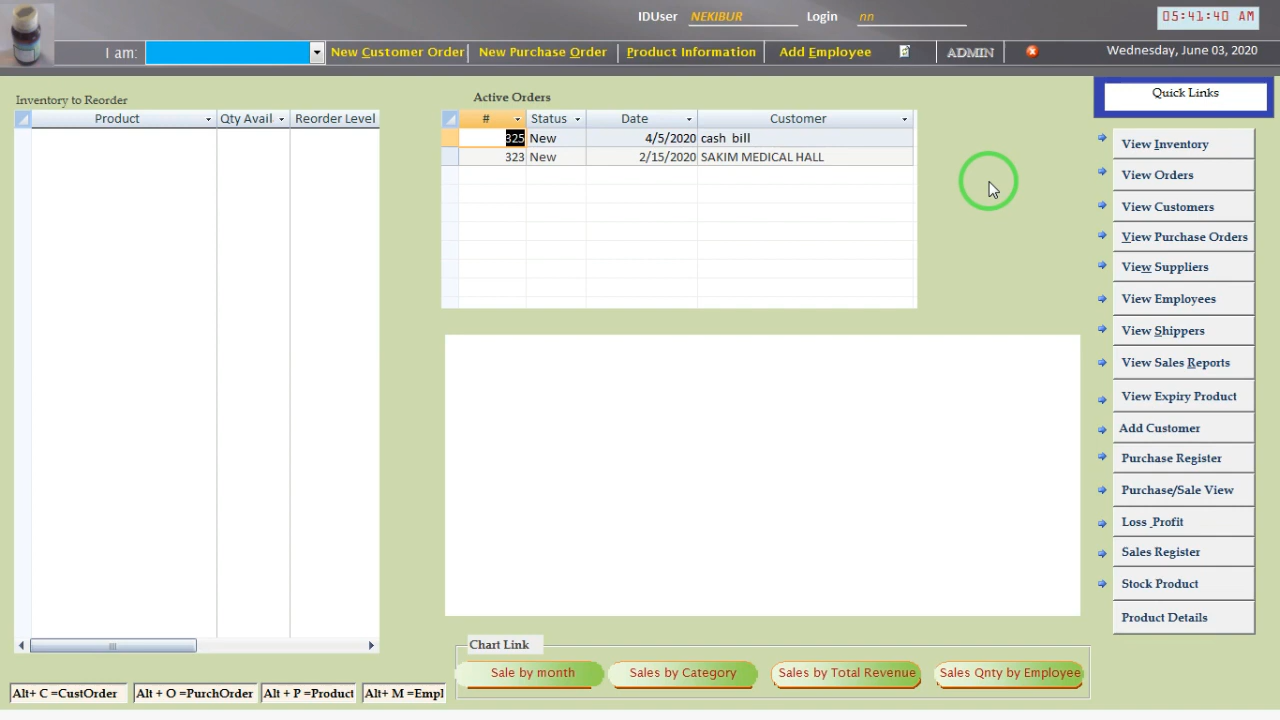 IDUser NEKIBUR Login nn 05:41:40 AM
I am: New Customer Order New Purchase Order Product Information Add Employee ADMIN Wednesday, June 03, 2020
Inventory to Reorder
Product Qty Avail Reorder Level
Active Orders
# Status Date Customer
325 New 4/5/2020 cash bill
323 New 2/15/2020 SAKIM MEDICAL HALL
Quick Links
View Inventory
View Orders
View Customers
View Purchase Orders
View Suppliers
View Employees
View Shippers
View Sales Reports
View Expiry Product
Add Customer
Purchase Register
Purchase/Sale View
Loss Profit
Sales Register
Stock Product
Product Details
Chart Link
Sale by month Sales by Category Sales by Total Revenue Sales Qnty by Employee
Alt+ C =CustOrder Alt + O =PurchOrder Alt + P =Product Alt+ M =Empl